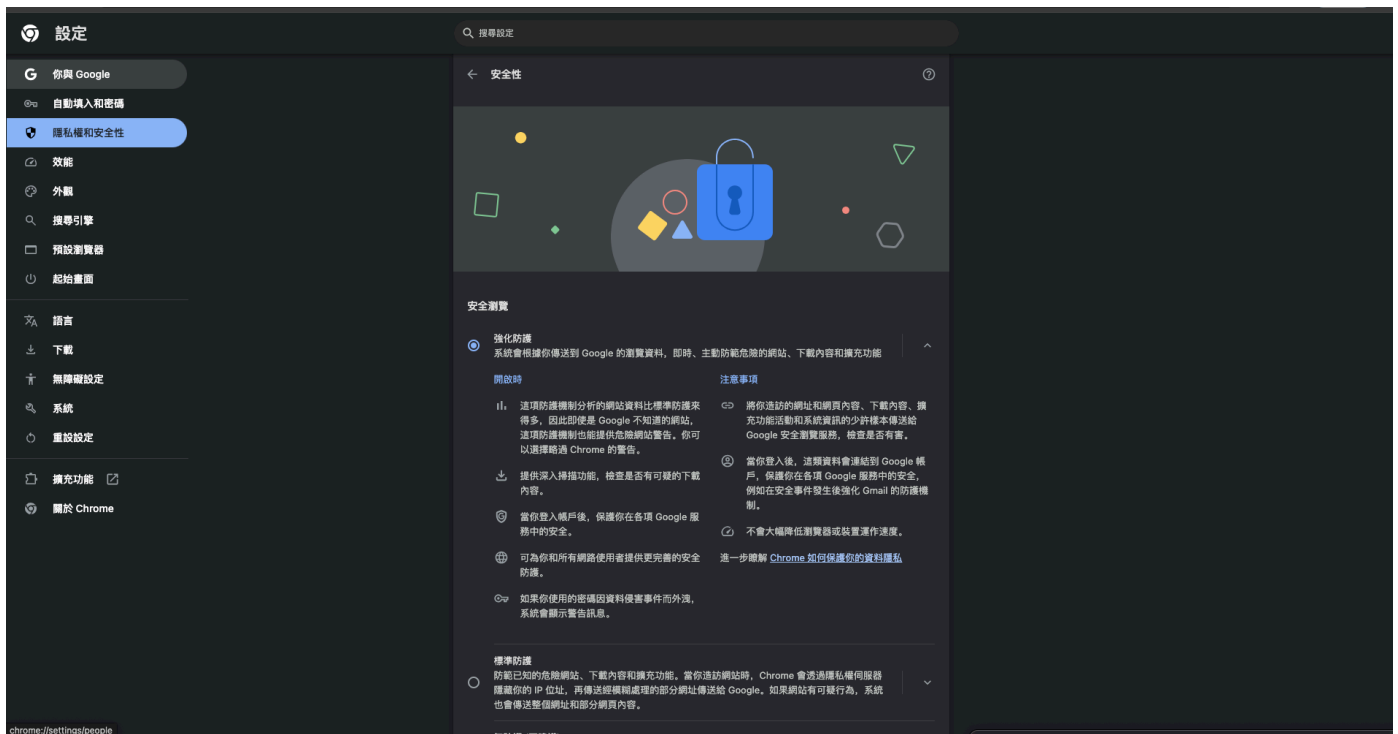 設定
搜尋設定
你與 Google
自動填入和密碼
隱私權和安全性
效能
外觀
搜尋引擎
預設瀏覽器
起始畫面
語言
下載
無障礙設定
系統
重設設定
擴充功能
關於 Chrome
安全性
安全瀏覽
強化防護
系統會根據你傳送到 Google 的瀏覽資料，即時、主動防範危險的網站、下載內容和擴充功能
開啟時
這項防護機制分析的網站資料比標準防護來
得多，因此即使是 Google 不知道的網站，
這項防護機制也能提供危險網站警告。你可
以選擇略過 Chrome 的警告。
提供深入掃描功能，檢查是否有可疑的下載
內容。
當你登入帳戶後，保護你在各項 Google 服
務中的安全。
可為你和所有網路使用者提供更完善的安全
防護。
如果你使用的密碼因資料侵害事件而外洩，
系統會顯示警告訊息。
注意事項
將你造訪的網址和網頁內容、下載內容、擴
充功能活動和系統資訊的少許樣本傳送給
Google 安全瀏覽服務，檢查是否有害。
當你登入後，這類資料會連結到 Google 帳
戶，保護你在各項 Google 服務中的安全，
例如在安全事件發生後強化 Gmail 的防護機
制。
不會大幅降低瀏覽器或裝置運作速度。
進一步瞭解 Chrome 如何保護你的資料隱私
標準防護
防範已知的危險網站、下載內容和擴充功能。當你造訪網站時，Chrome 會透過隱私權伺服器
隱藏你的 IP 位址，再傳送經模糊處理的部分網址傳送給 Google。如果網站有可疑行為，系統
也會傳送整個網址和部分網頁內容。
chrome://settings/people